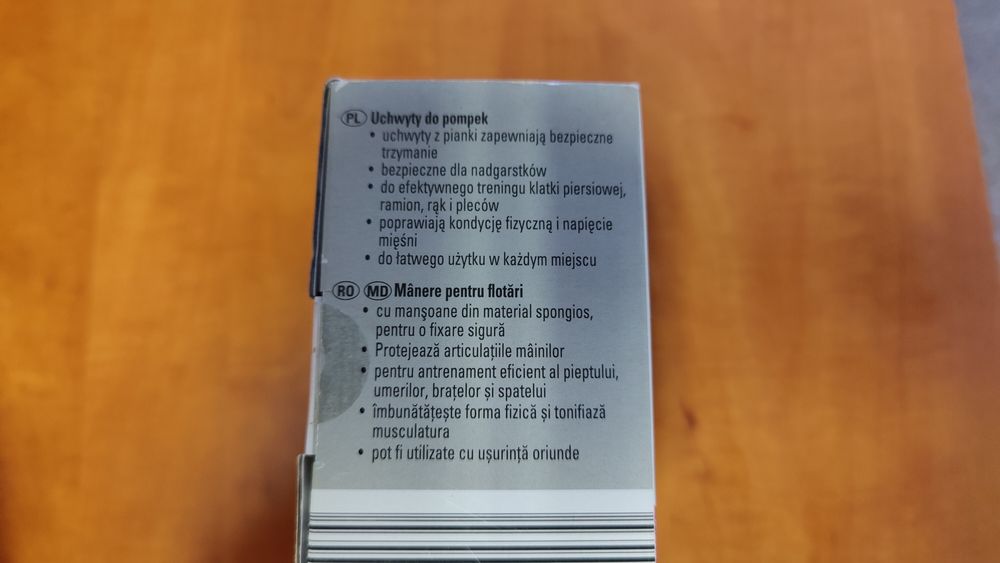 PL Uchwyty do pompek
• uchwyty z pianki zapewniają bezpieczne
trzymanie
• bezpieczne dla nadgarstków
• do efektywnego treningu klatki piersiowej,
ramion, rąk i pleców
• poprawiają kondycję fizyczną i napięcie
mięśni
• do łatwego użytku w każdym miejscu
RO MD Mânere pentru flotări
• cu manşoane din material spongios,
pentru o fixare sigură
• Protejează articulațiile mâinilor
• pentru antrenament eficient al pieptului,
umerilor, brațelor și spatelui
• îmbunătățește forma fizică și tonifiază
musculatura
• pot fi utilizate cu ușurință oriunde